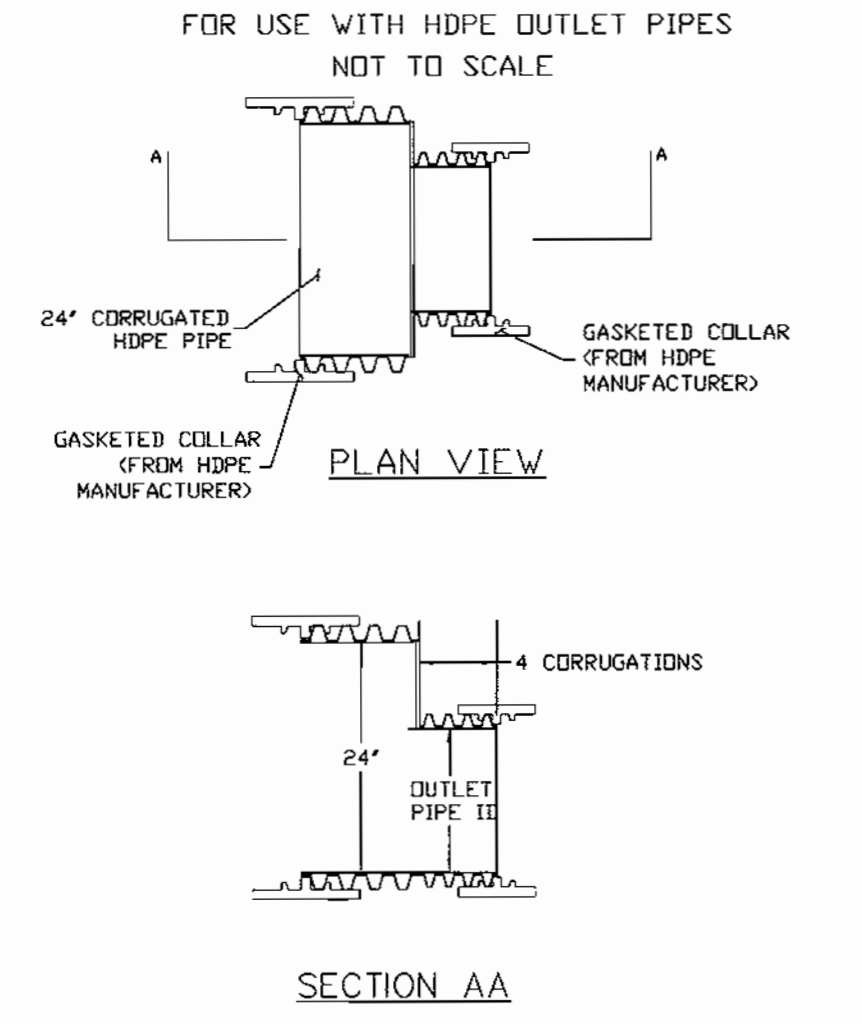 FOR USE WITH HDPE OUTLET PIPES
NOT TO SCALE
A
A
24" CORRUGATED
HDPE PIPE
GASKETED COLLAR
(FROM HDPE
MANUFACTURER)
GASKETED COLLAR
(FROM HDPE
MANUFACTURER)
PLAN VIEW
4 CORRUGATIONS
24"
OUTLET
PIPE ID
SECTION AA